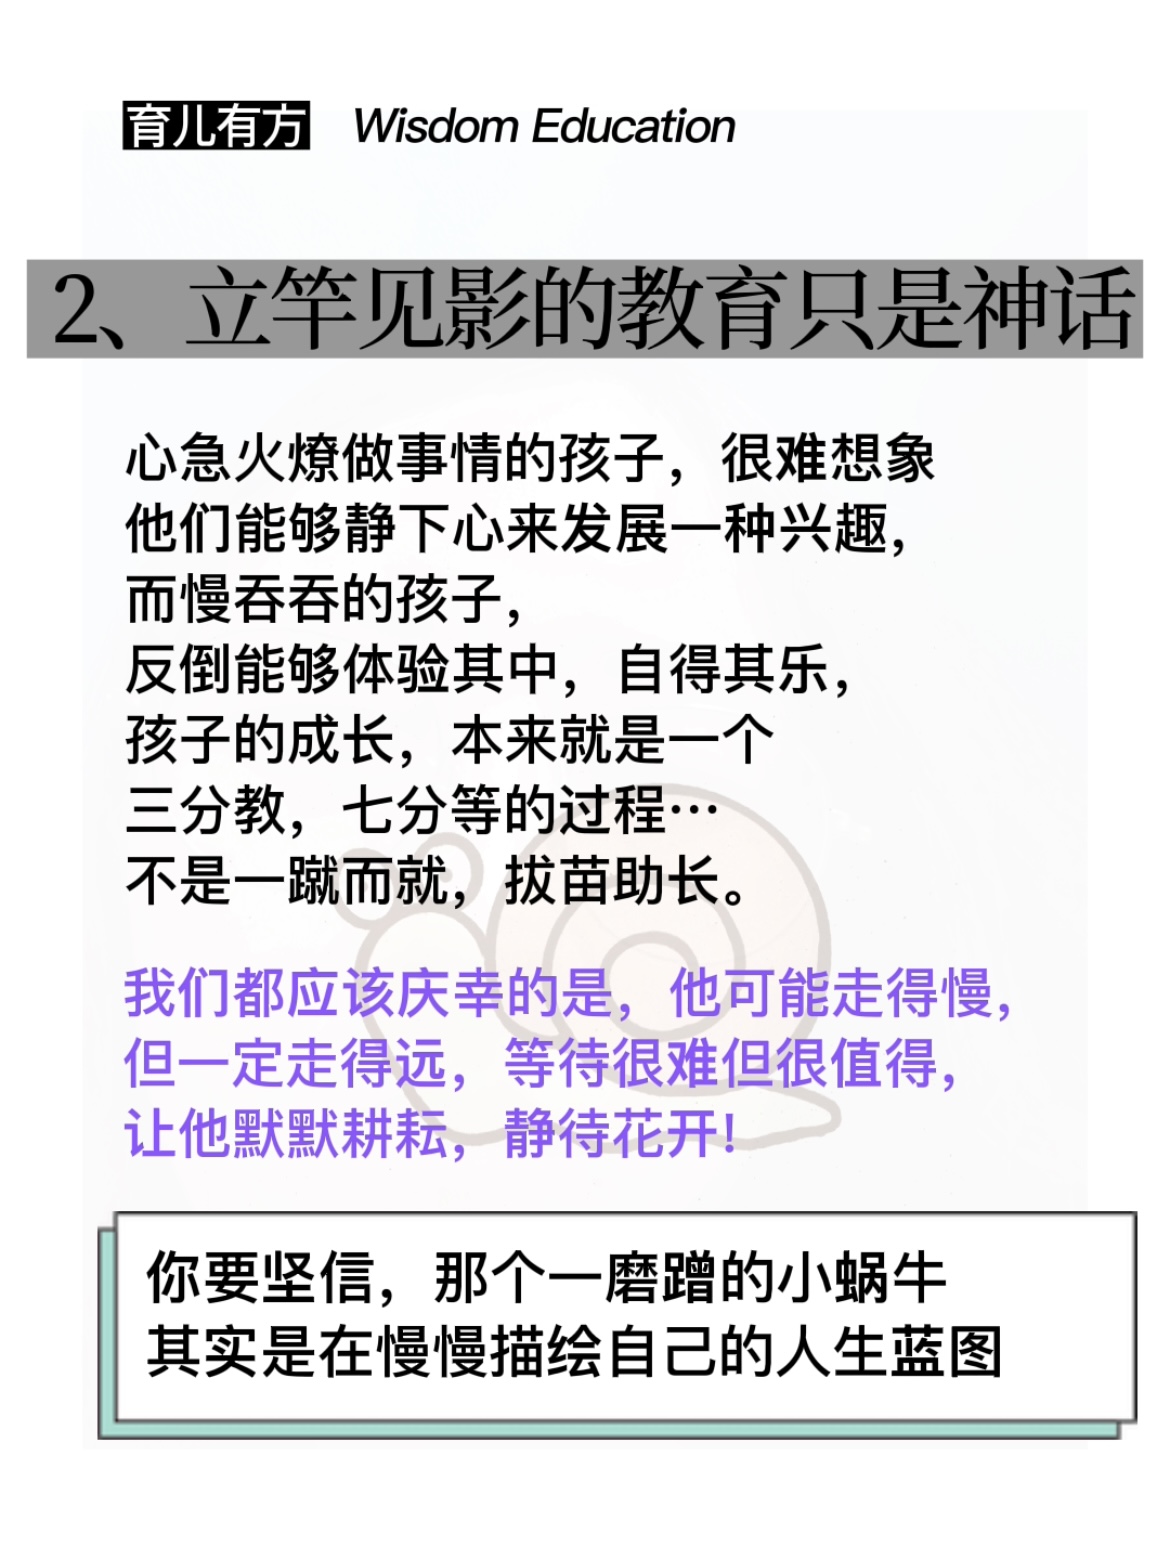 育儿有方 Wisdom Education
2、立竿见影的教育只是神话
心急火燎做事情的孩子，很难想象
他们能够静下心来发展一种兴趣，
而慢吞吞的孩子，
反倒能够体验其中，自得其乐，
孩子的成长，本来就是一个
三分教，七分等的过程…
不是一蹴而就，拔苗助长。
我们都应该庆幸的是，他可能走得慢，
但一定走得远，等待很难但很值得，
让他默默耕耘，静待花开!
你要坚信，那个一磨蹭的小蜗牛
其实是在慢慢描绘自己的人生蓝图